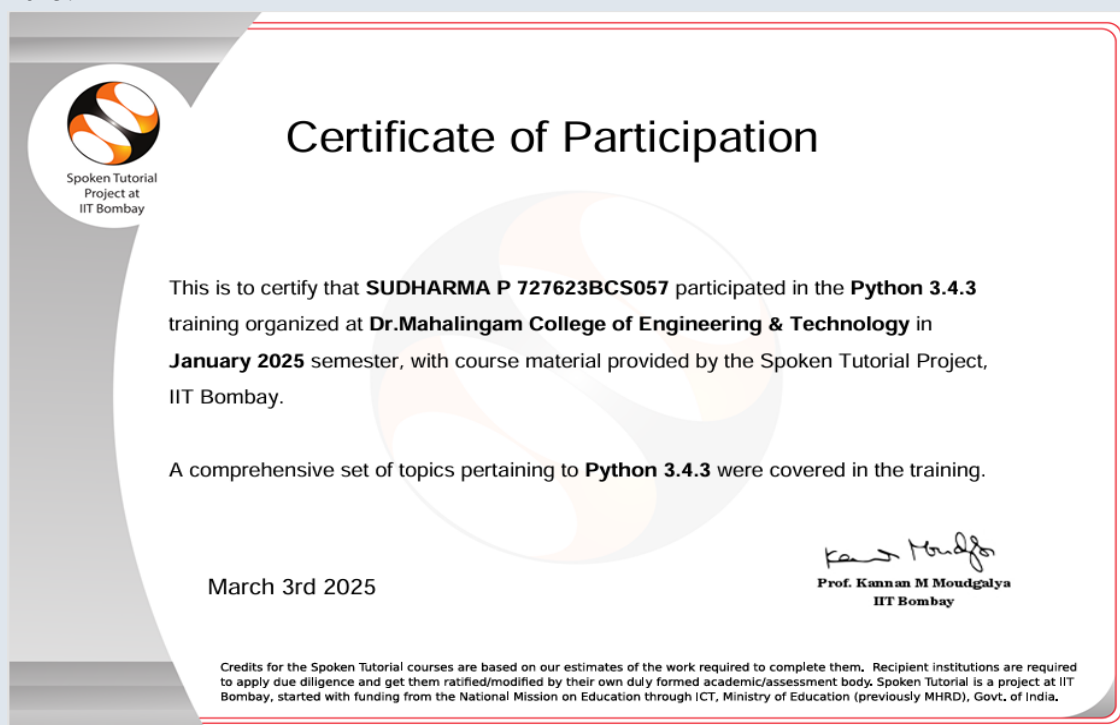 Spoken Tutorial
Project at
IIT Bombay
Certificate of Participation
This is to certify that SUDHARMA P 727623BCS057 participated in the Python 3.4.3
training organized at Dr.Mahalingam College of Engineering & Technology in
January 2025 semester, with course material provided by the Spoken Tutorial Project,
IIT Bombay.
A comprehensive set of topics pertaining to Python 3.4.3 were covered in the training.
March 3rd 2025
Prof. Kannan M Moudgalya
IIT Bombay
Credits for the Spoken Tutorial courses are based on our estimates of the work required to complete them. Recipient institutions are required
to apply due diligence and get them ratified/modified by their own duly formed academic/assessment body. Spoken Tutorial is a project at IIT
Bombay, started with funding from the National Mission on Education through ICT, Ministry of Education (previously MHRD), Govt. of India.